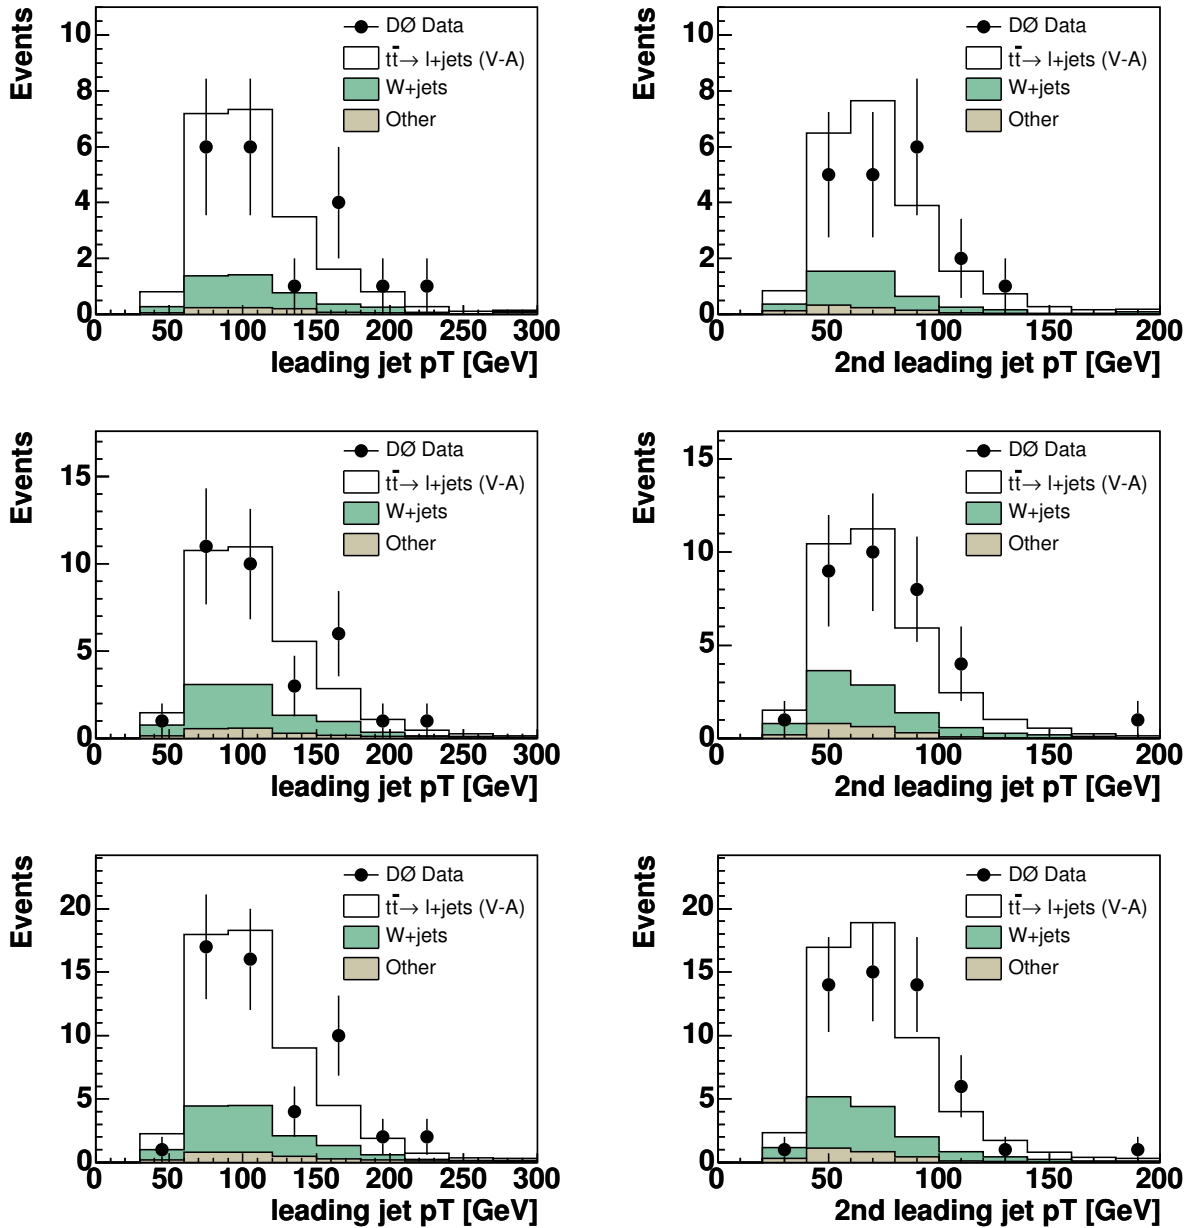 Events
10
8
6
4
2
0
DØ Data
tt̄→ l+jets (V-A)
W+jets
Other
0 50 100 150 200 250 300
leading jet pT [GeV]
Events
10
8
6
4
2
0
DØ Data
tt̄→ l+jets (V-A)
W+jets
Other
0 50 100 150 200
2nd leading jet pT [GeV]
Events
15
10
5
0
DØ Data
tt̄→ l+jets (V-A)
W+jets
Other
0 50 100 150 200 250 300
leading jet pT [GeV]
Events
15
10
5
0
DØ Data
tt̄→ l+jets (V-A)
W+jets
Other
0 50 100 150 200
2nd leading jet pT [GeV]
Events
20
15
10
5
0
DØ Data
tt̄→ l+jets (V-A)
W+jets
Other
0 50 100 150 200 250 300
leading jet pT [GeV]
Events
20
15
10
5
0
DØ Data
tt̄→ l+jets (V-A)
W+jets
Other
0 50 100 150 200
2nd leading jet pT [GeV]